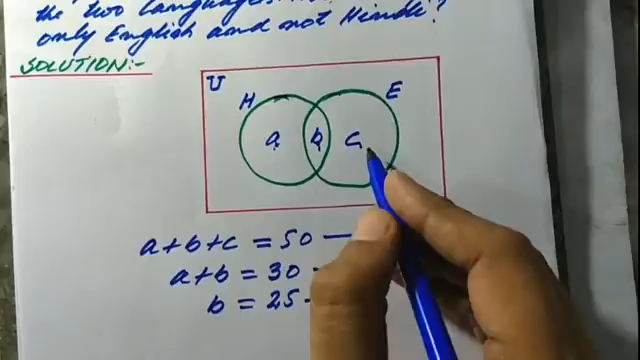 the two languages
only English and not Hindi?
SOLUTION:-
U
H E
a b c
a+b+c = 50 —
a+b = 30 -
b = 25-